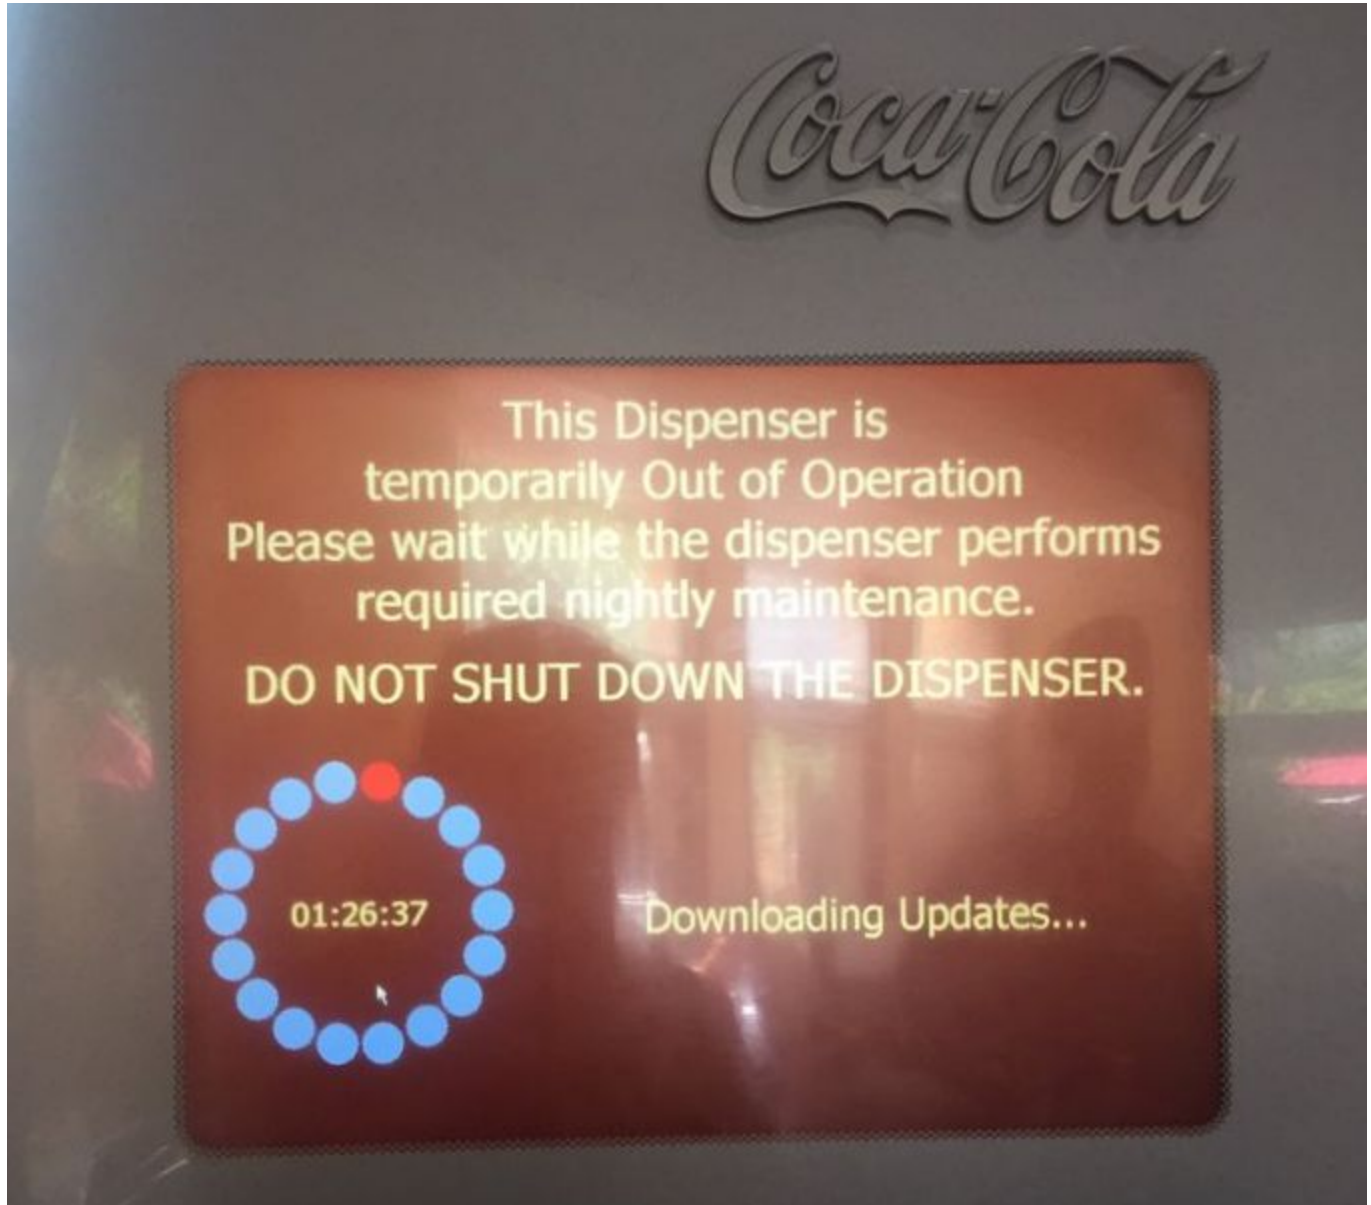 Coca-Cola
This Dispenser is
temporarily Out of Operation
Please wait while the dispenser performs
required nightly maintenance.
DO NOT SHUT DOWN THE DISPENSER.
01:26:37
Downloading Updates...